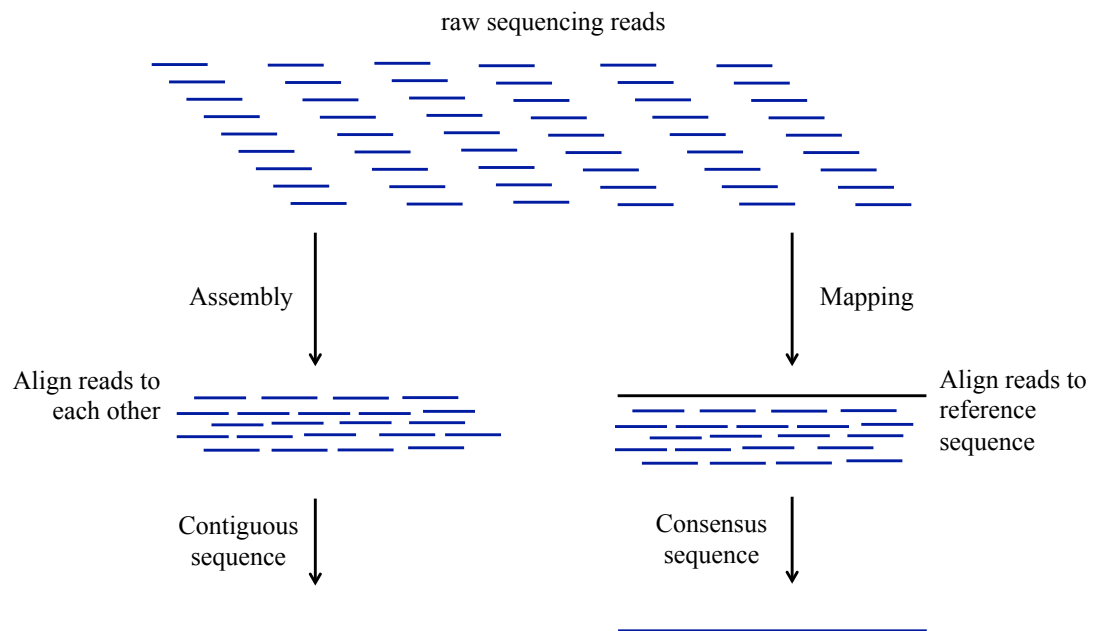 raw sequencing reads
Assembly
Mapping
Align reads to
each other
Align reads to
reference
sequence
Contiguous
sequence
Consensus
sequence